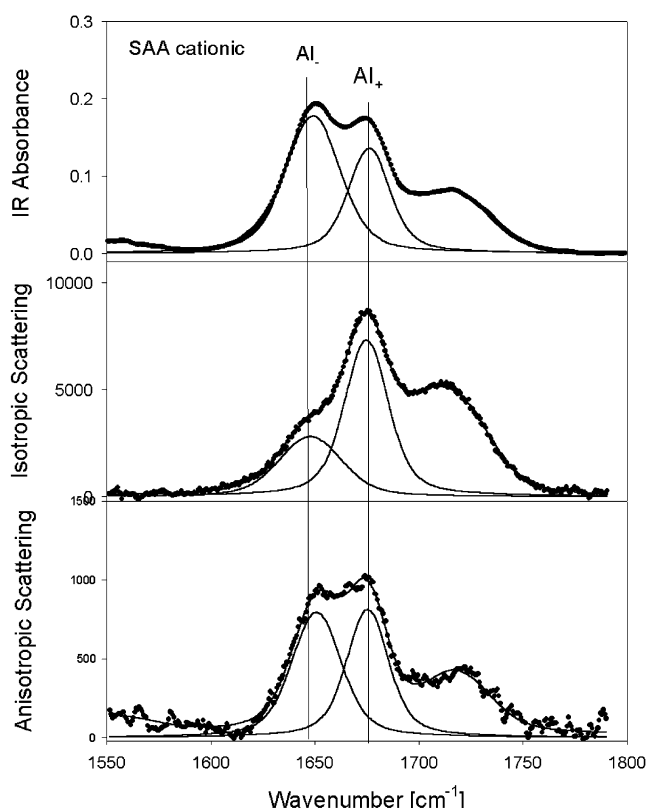 SAA cationic
AI-
AI+
IR Absorbance
0.3
0.2
0.1
0.0
Isotropic Scattering
10000
5000
0
Anisotropic Scattering
1500
1000
500
0
1550 1600 1650 1700 1750 1800
Wavenumber [cm-1]